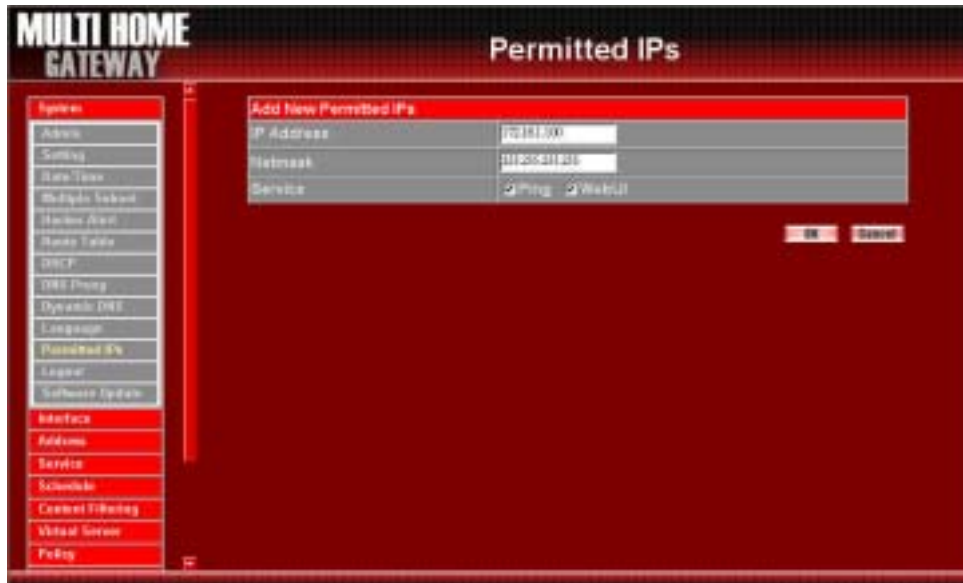 MULTI HOME
GATEWAY
Permitted IPs
System
Admin
Setting
Date/Time
Multiple Subnet
Hacker Alert
Route Table
DHCP
DNS Proxy
Dynamic DNS
Language
Permitted IPs
Logout
Software Update
Interface
Address
Service
Schedule
Content Filtering
Virtual Server
Policy
Add New Permitted IPs
IP Address
Netmask
Service
Ping
WebUI
OK
Cancel